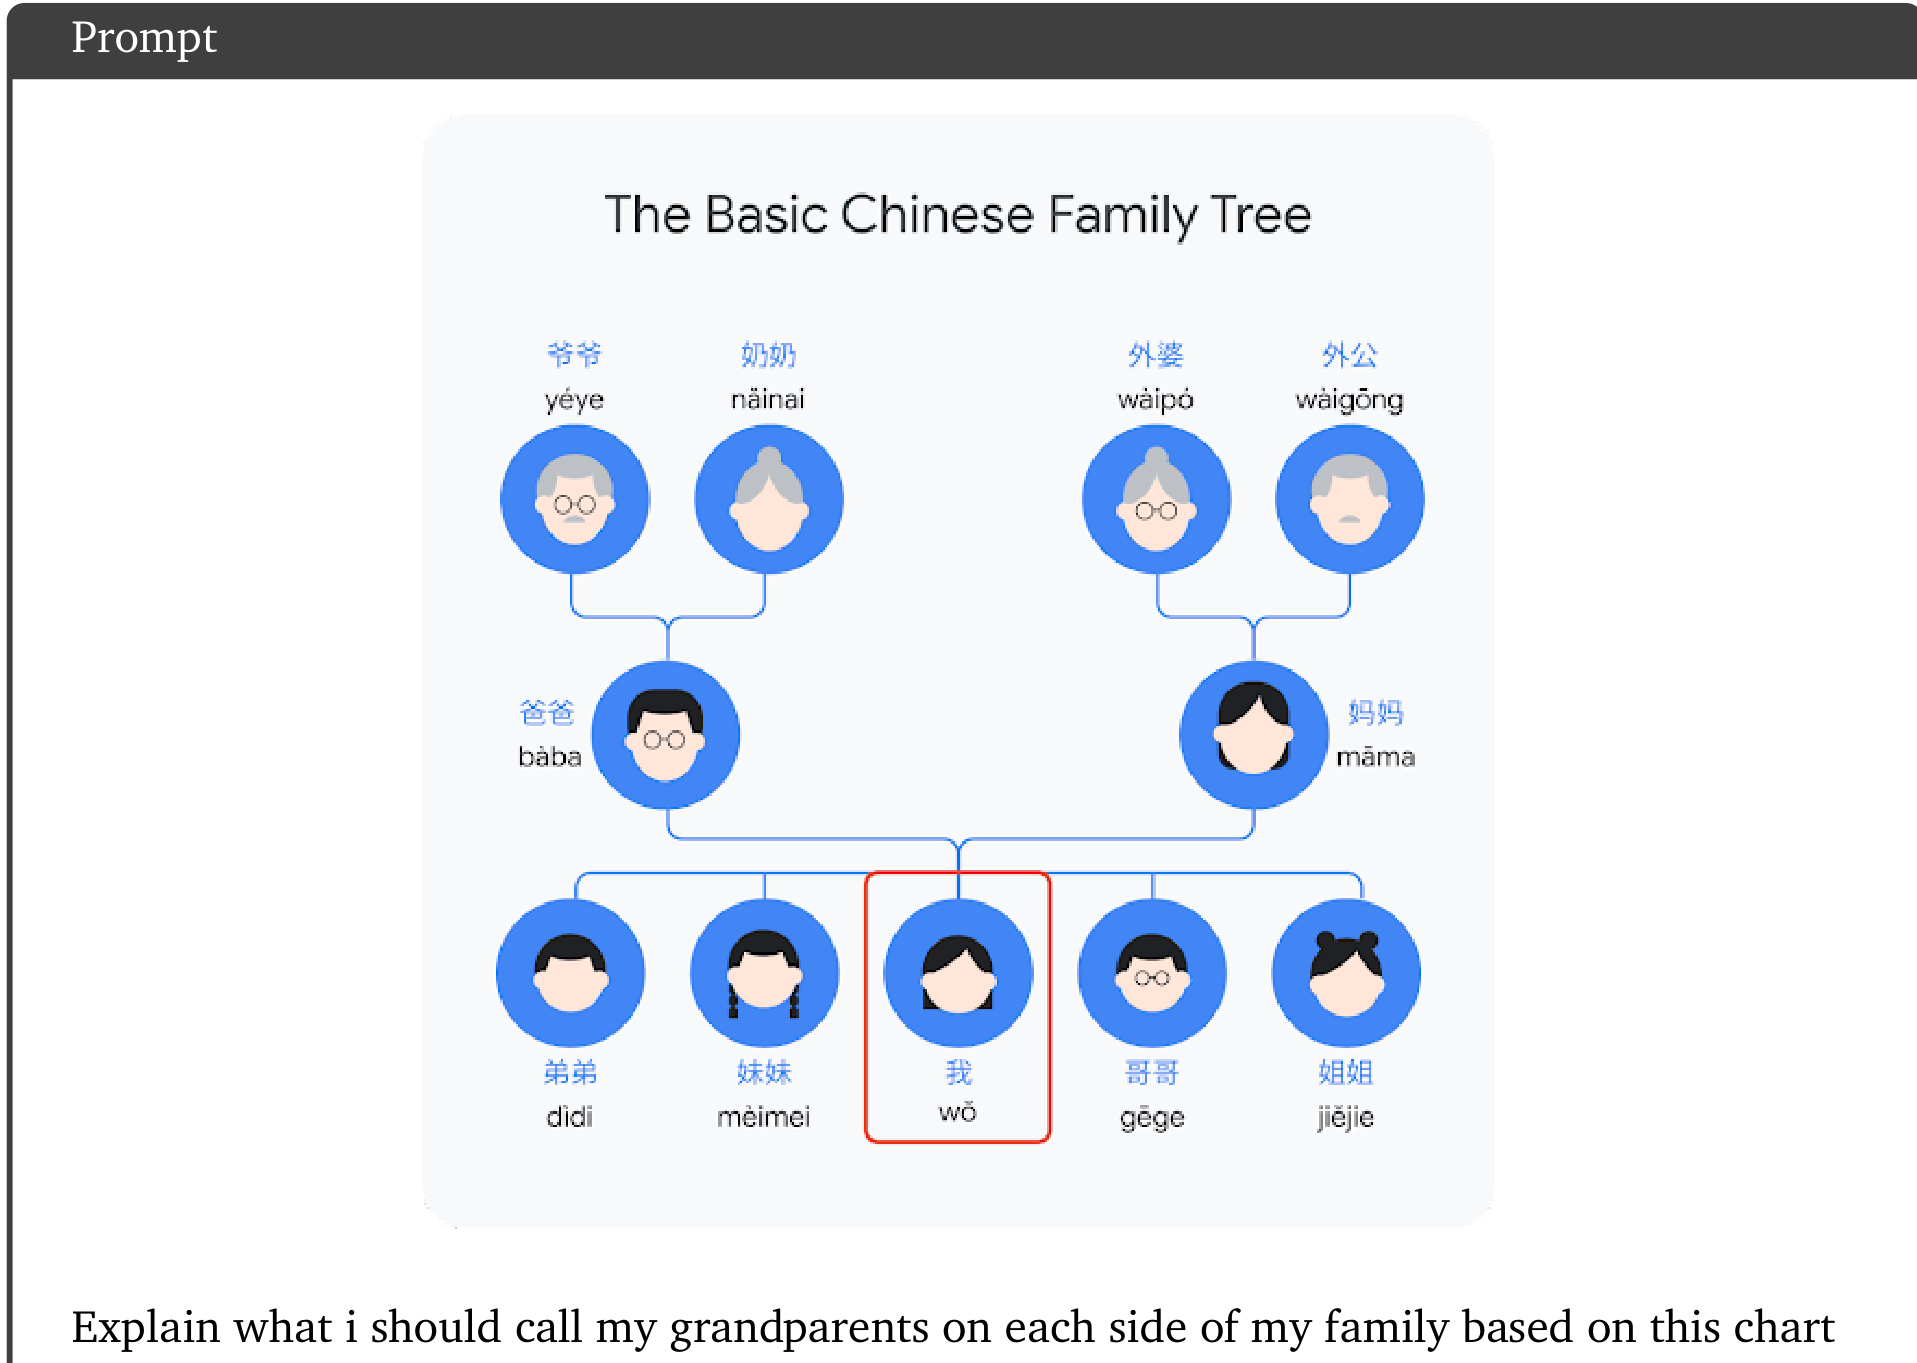 Prompt
The Basic Chinese Family Tree
爷爷 奶奶 外婆 外公
yéye nǎinai wàipó wàigōng
爸爸 妈妈
bàba māma
弟弟 妹妹 我 哥哥 姐姐
dìdi mèimei wǒ gēge jiějie
Explain what i should call my grandparents on each side of my family based on this chart